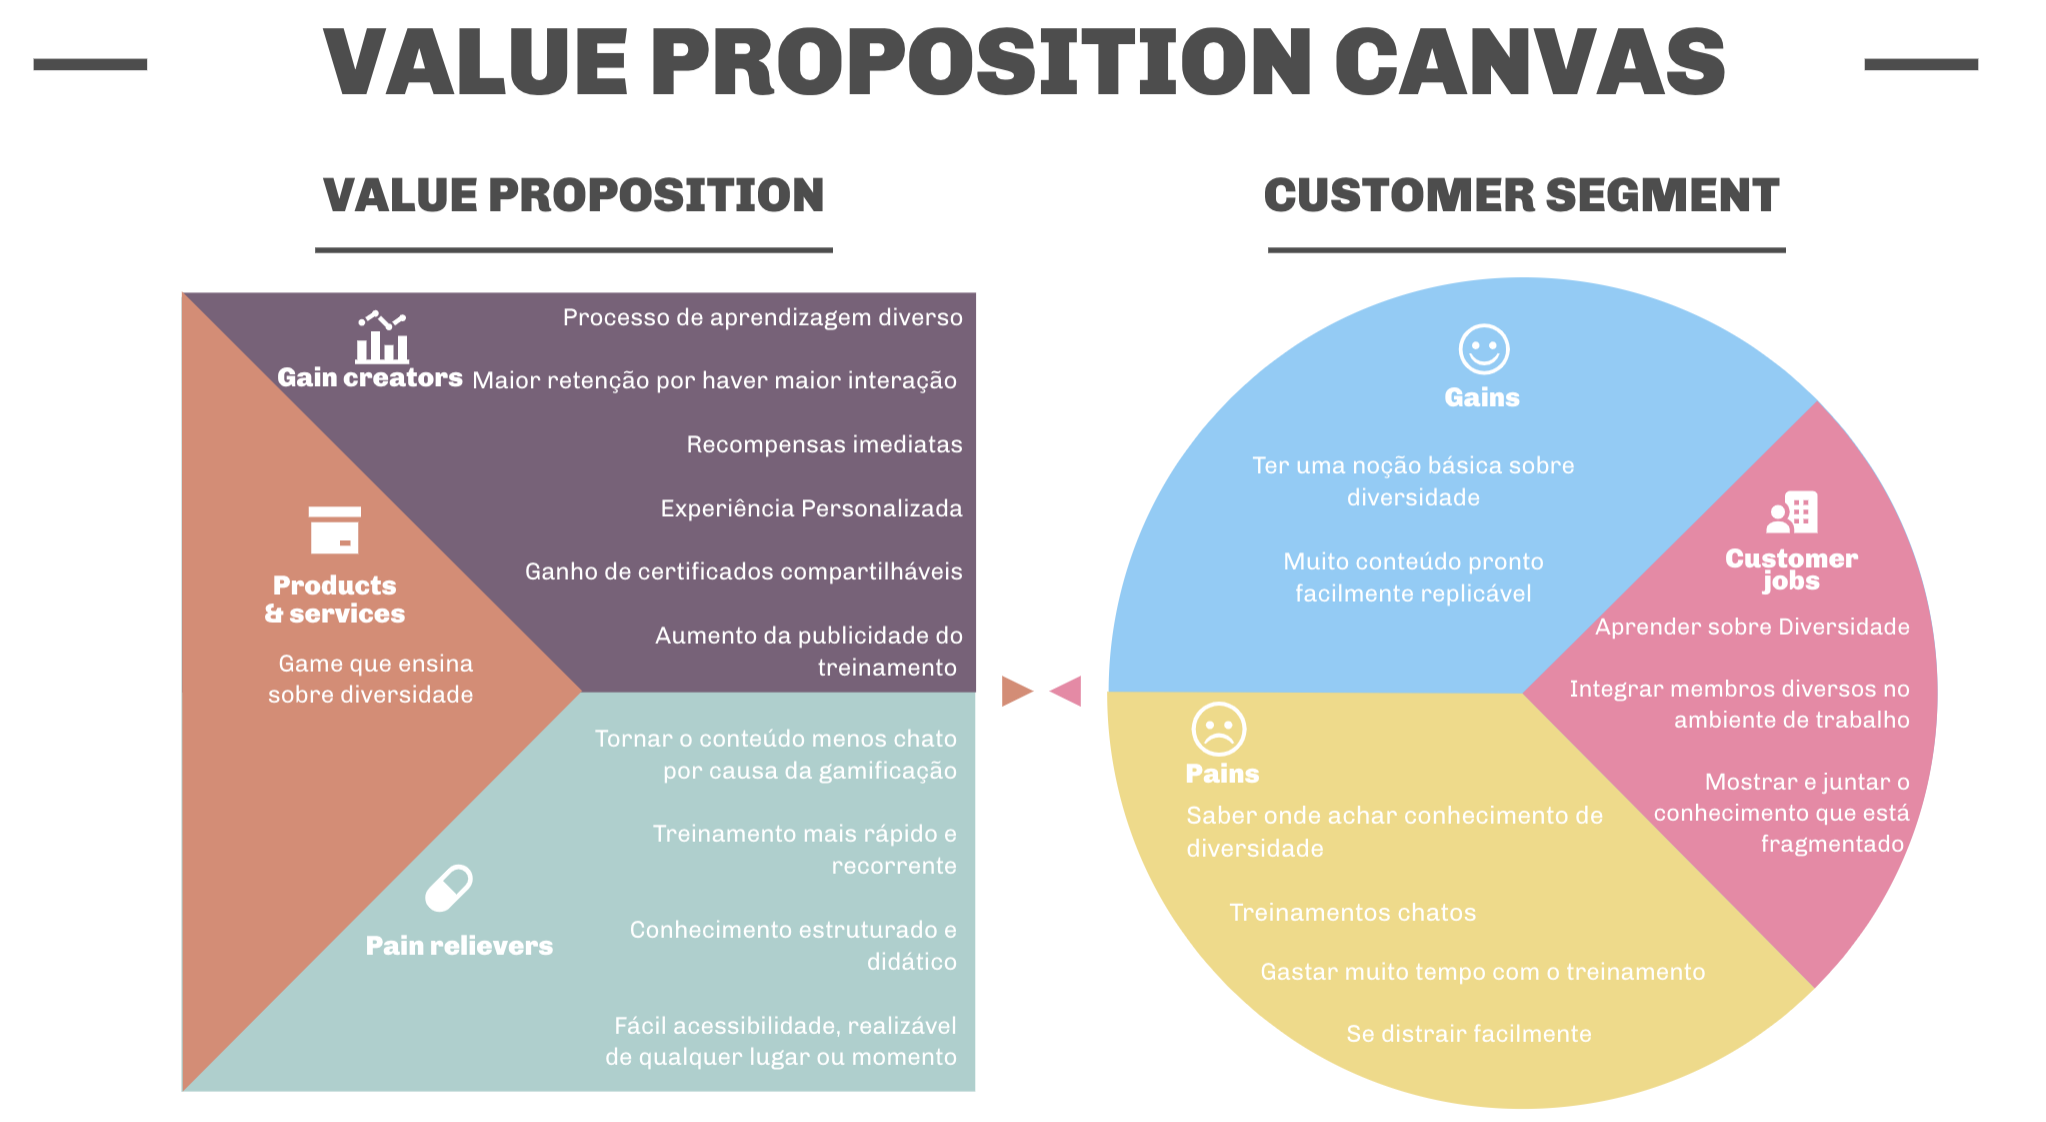 VALUE PROPOSITION CANVAS
VALUE PROPOSITION
Gain creators
Processo de aprendizagem diverso
Maior retenção por haver maior interação
Recompensas imediatas
Experiência Personalizada
Ganho de certificados compartilháveis
Aumento da publicidade do
treinamento
Products
& services
Game que ensina
sobre diversidade
Pain relievers
Tornar o conteúdo menos chato
por causa da gamificação
Treinamento mais rápido e
recorrente
Conhecimento estruturado e
didático
Fácil acessibilidade, realizável
de qualquer lugar ou momento
CUSTOMER SEGMENT
Gains
Ter uma noção básica sobre
diversidade
Muito conteúdo pronto
facilmente replicável
Customer
jobs
Aprender sobre Diversidade
Integrar membros diversos no
ambiente de trabalho
Mostrar e juntar o
conhecimento que está
fragmentado
Pains
Saber onde achar conhecimento de
diversidade
Treinamentos chatos
Gastar muito tempo com o treinamento
Se distrair facilmente